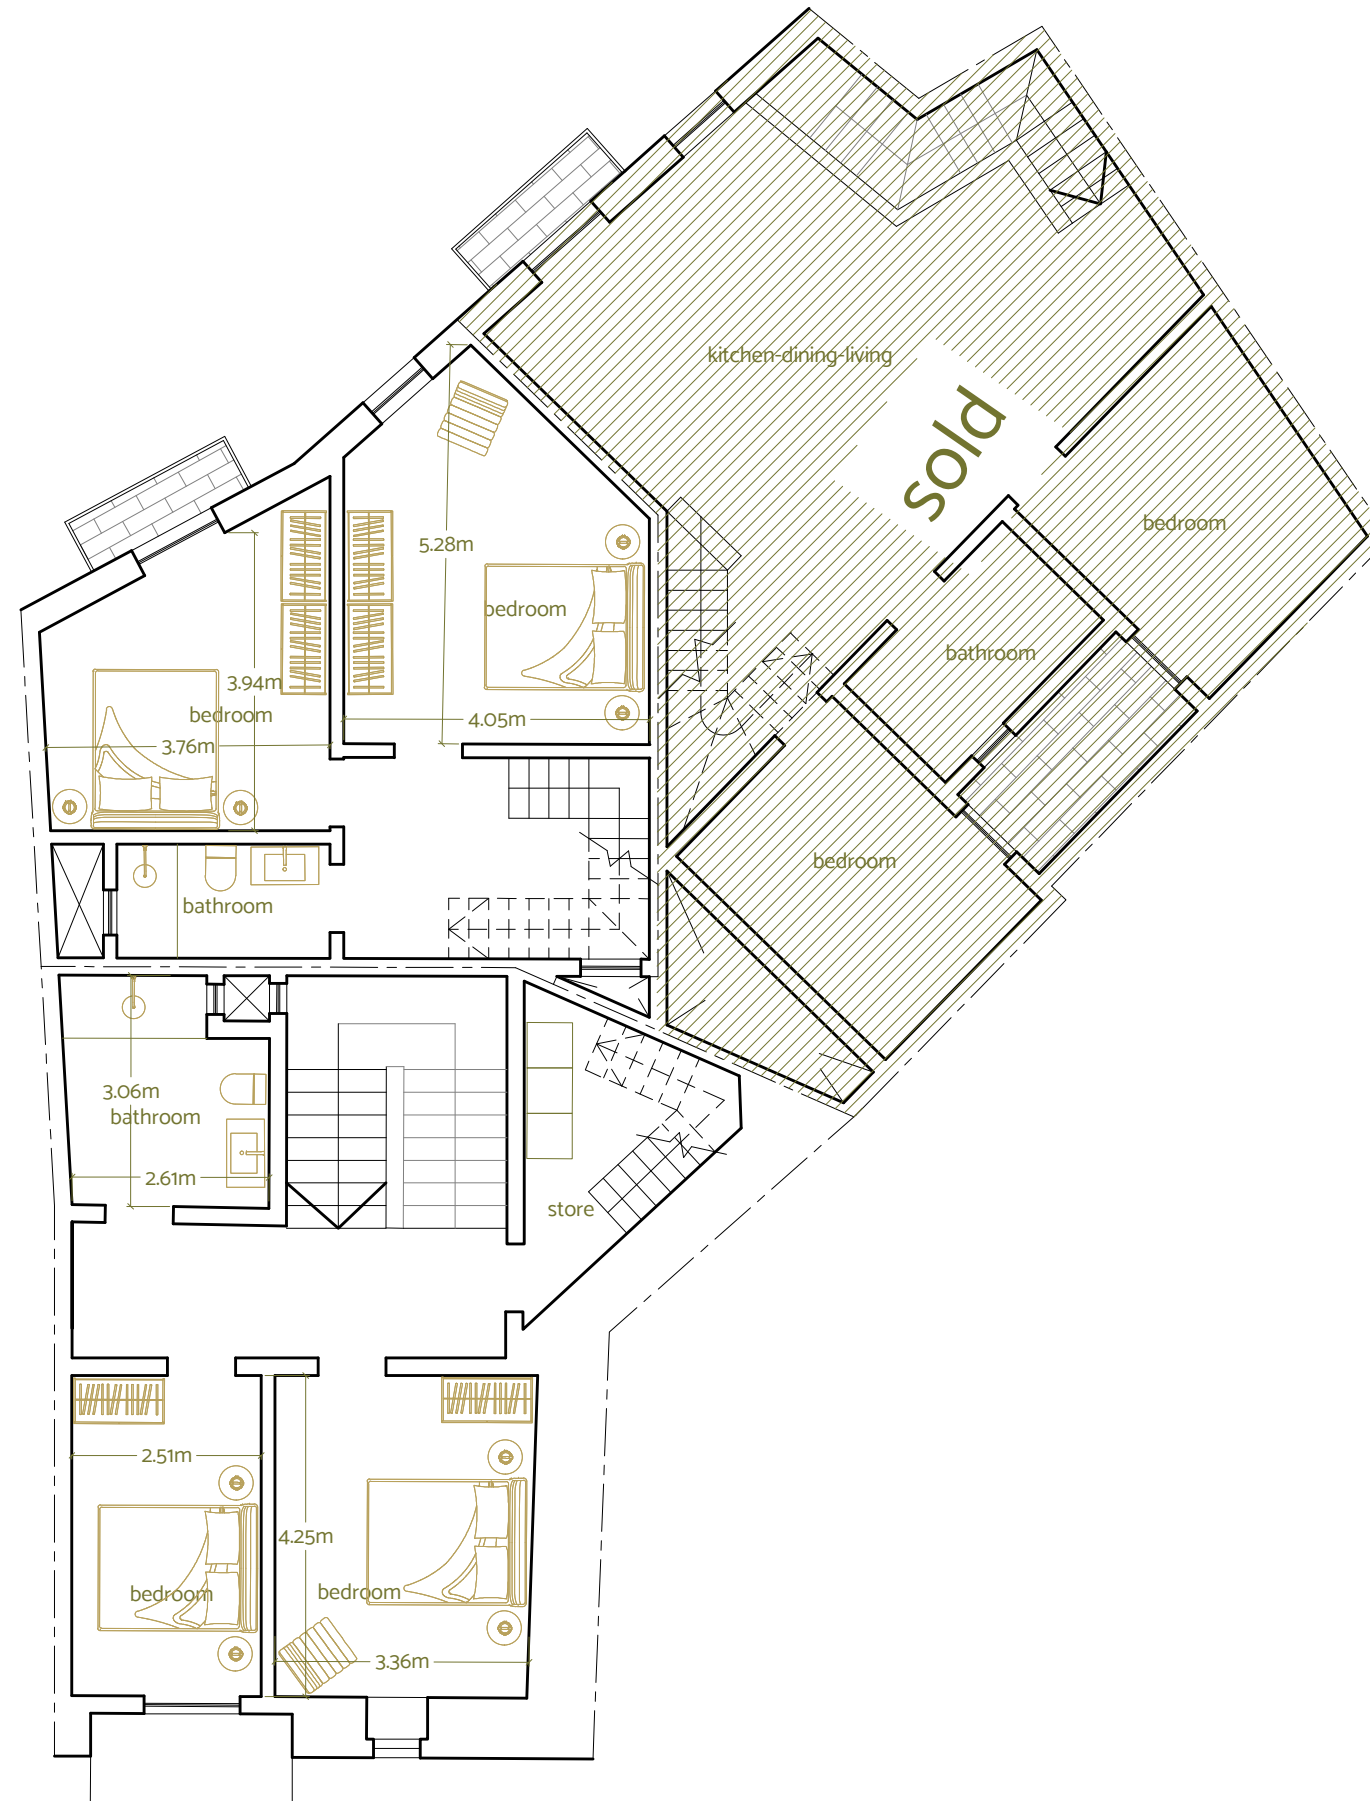 kitchen-dining-living
sold
bedroom
5.28m
bedroom
bathroom
3.94m
bedroom
4.05m
3.76m
bedroom
bathroom
3.06m
bathroom
2.61m
store
2.51m
4.25m
bedroom
bedroom
3.36m